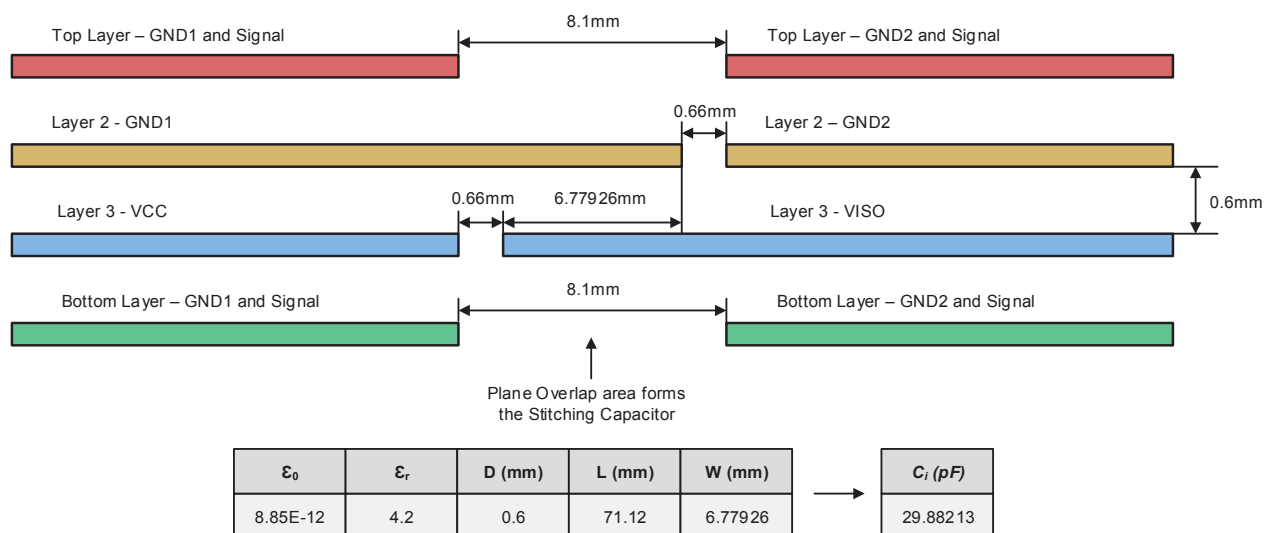 8.1mm
Top Layer – GND1 and Signal
Top Layer – GND2 and Signal
0.66mm
Layer 2 - GND1
Layer 2 – GND2
0.66mm
6.77926mm
0.6mm
Layer 3 - VCC
Layer 3 - VISO
8.1mm
Bottom Layer – GND1 and Signal
Bottom Layer – GND2 and Signal
Plane Overlap area forms
the Stitching Capacitor
Ɛ₀ Ɛᵣ D (mm) L (mm) W (mm) Cᵢ (pF)
8.85E-12 4.2 0.6 71.12 6.77926 29.88213